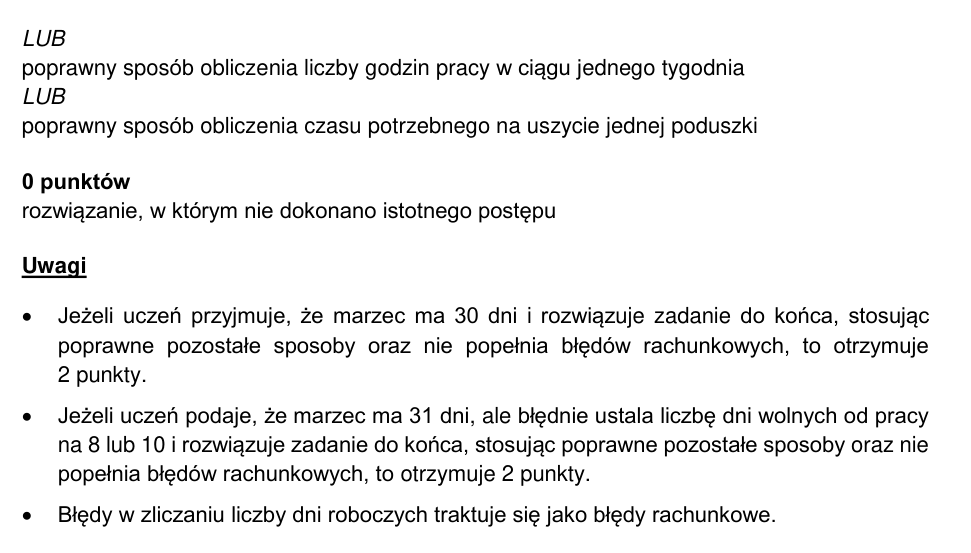 LUB
poprawny sposób obliczenia liczby godzin pracy w ciągu jednego tygodnia
LUB
poprawny sposób obliczenia czasu potrzebnego na uszycie jednej poduszki
0 punktów
rozwiązanie, w którym nie dokonano istotnego postępu
Uwagi
• Jeżeli uczeń przyjmuje, że marzec ma 30 dni i rozwiązuje zadanie do końca, stosując
poprawne pozostałe sposoby oraz nie popełnia błędów rachunkowych, to otrzymuje
2 punkty.
• Jeżeli uczeń podaje, że marzec ma 31 dni, ale błędnie ustala liczbę dni wolnych od pracy
na 8 lub 10 i rozwiązuje zadanie do końca, stosując poprawne pozostałe sposoby oraz nie
popełnia błędów rachunkowych, to otrzymuje 2 punkty.
• Błędy w zliczaniu liczby dni roboczych traktuje się jako błędy rachunkowe.